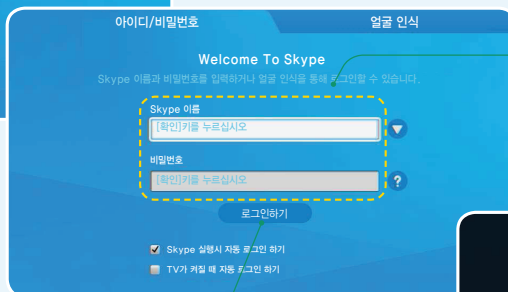 아이디/비밀번호
얼굴 인식
Welcome To Skype
Skype 이름과 비밀번호를 입력하거나 얼굴 인식을 통해 로그인할 수 있습니다.
Skype 이름
[확인]키를 누르십시오
비밀번호
[확인]키를 누르십시오
?
로그인하기
Skype 실행시 자동 로그인 하기
TV가 켜질 때 자동 로그인 하기